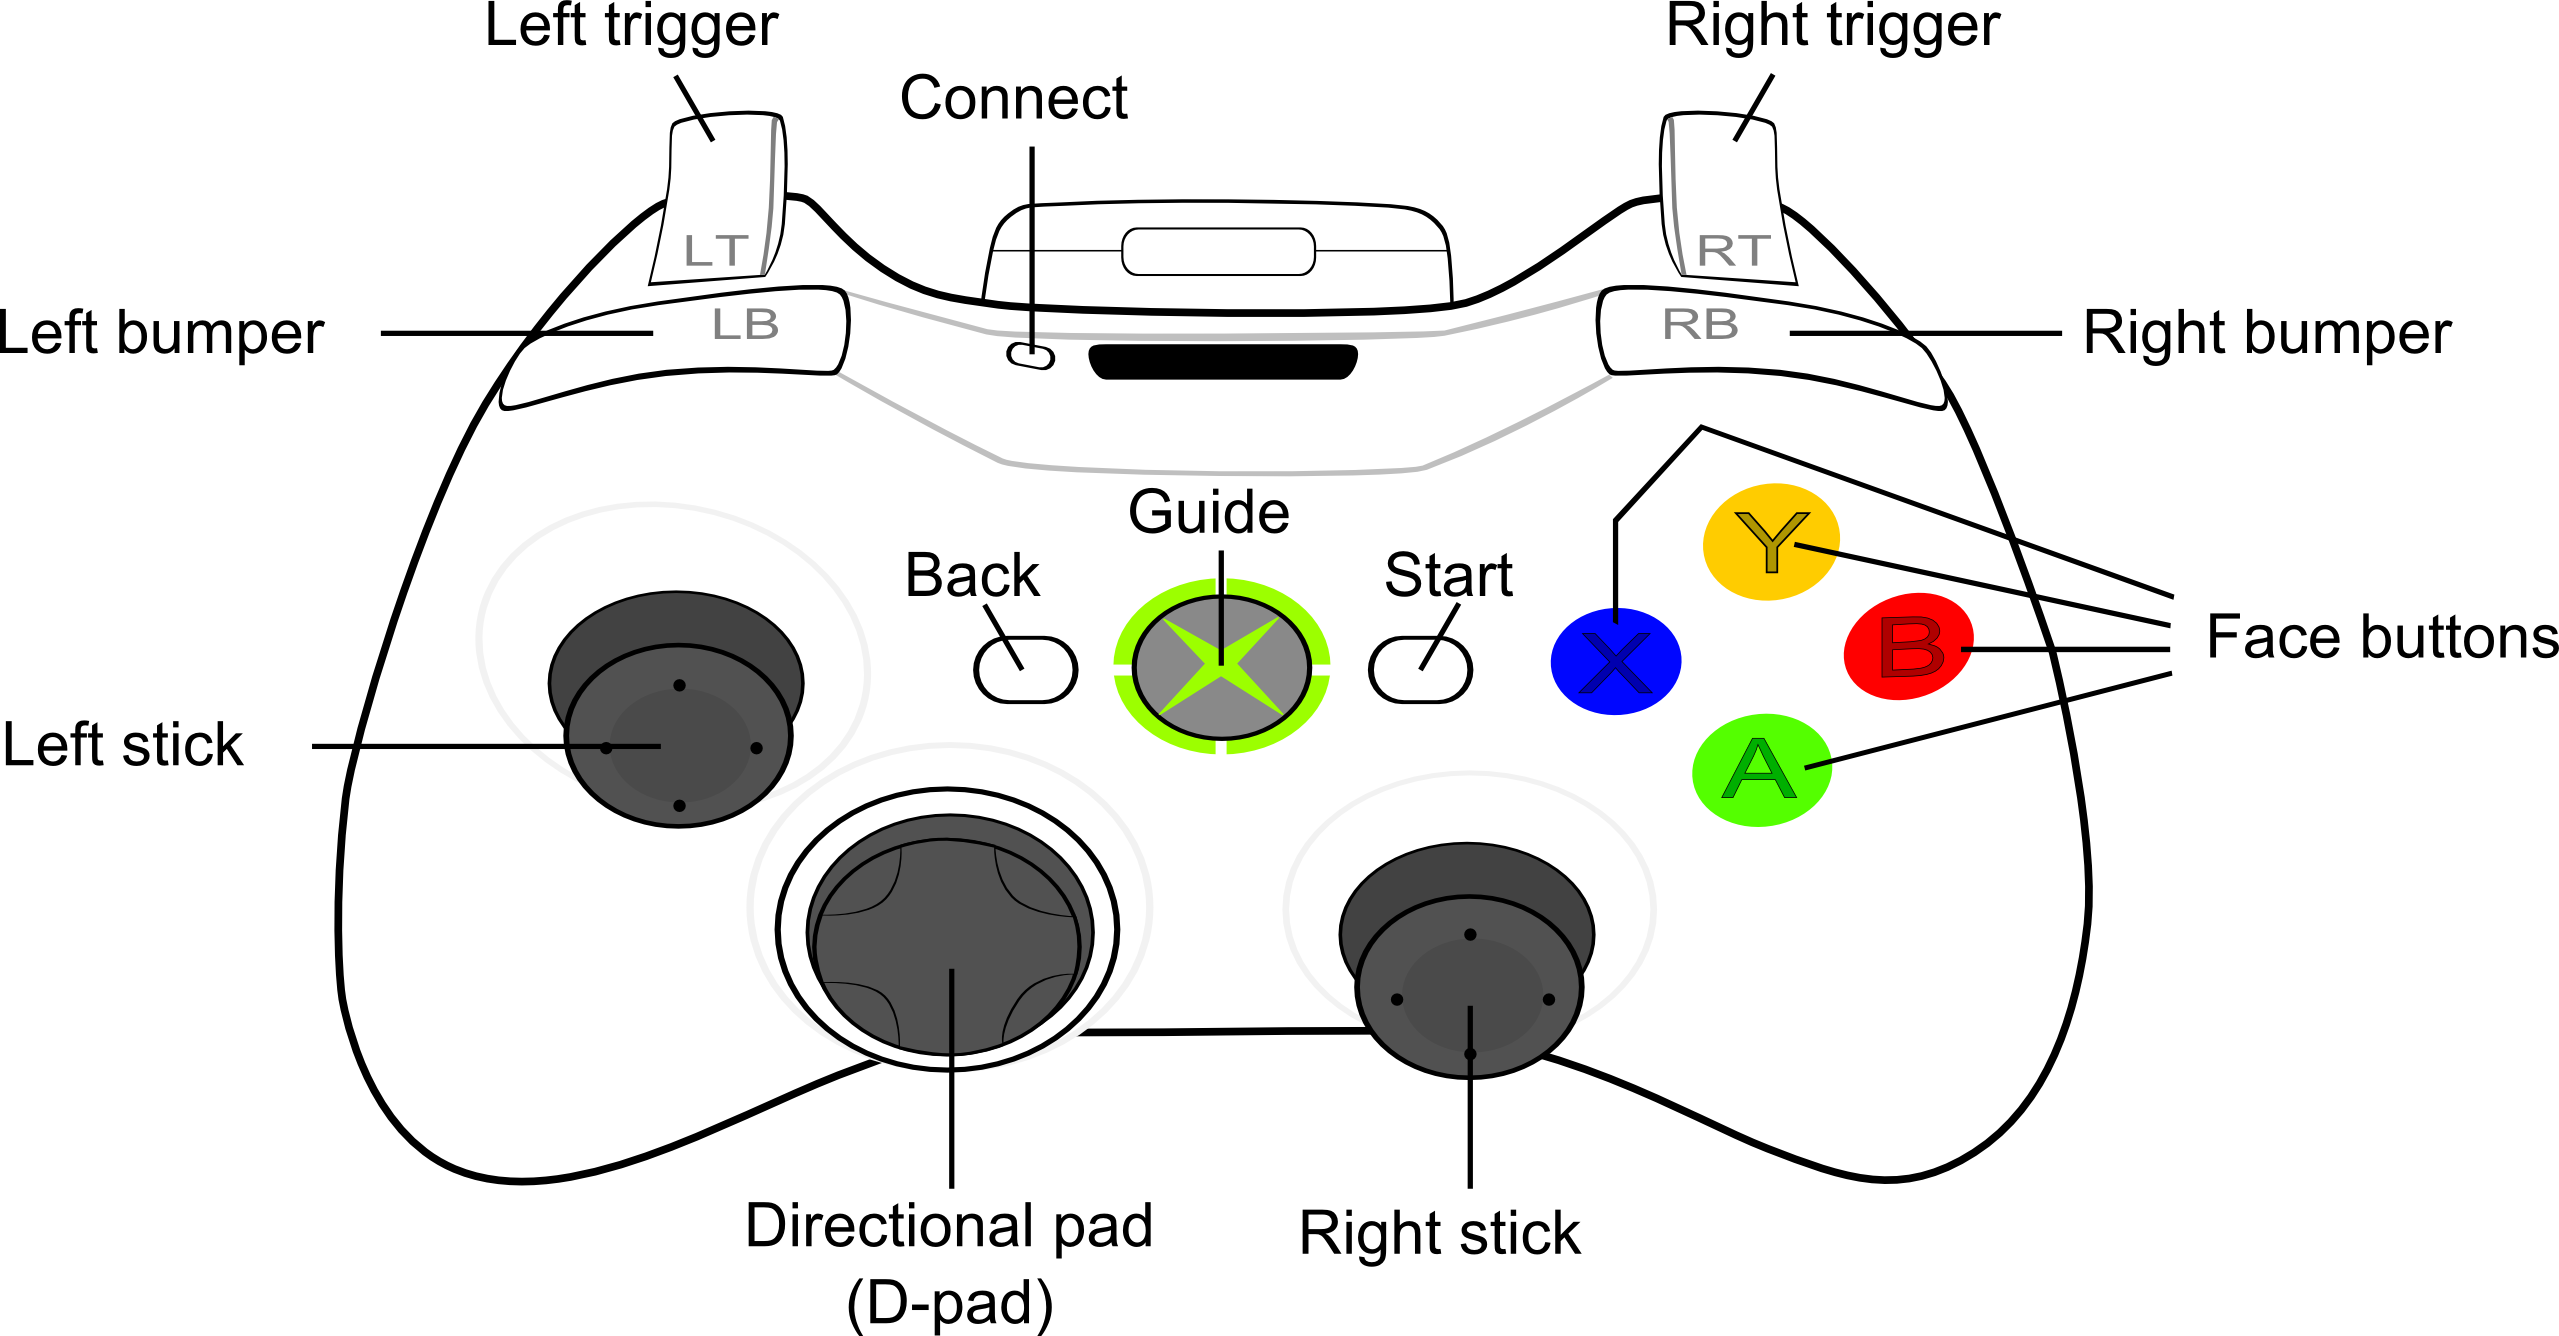 Left trigger
Right trigger
Connect
LT
RT
Left bumper
LB
RB
Right bumper
Guide
Back
Start
Y
X
B
Face buttons
Left stick
A
Directional pad
(D-pad)
Right stick